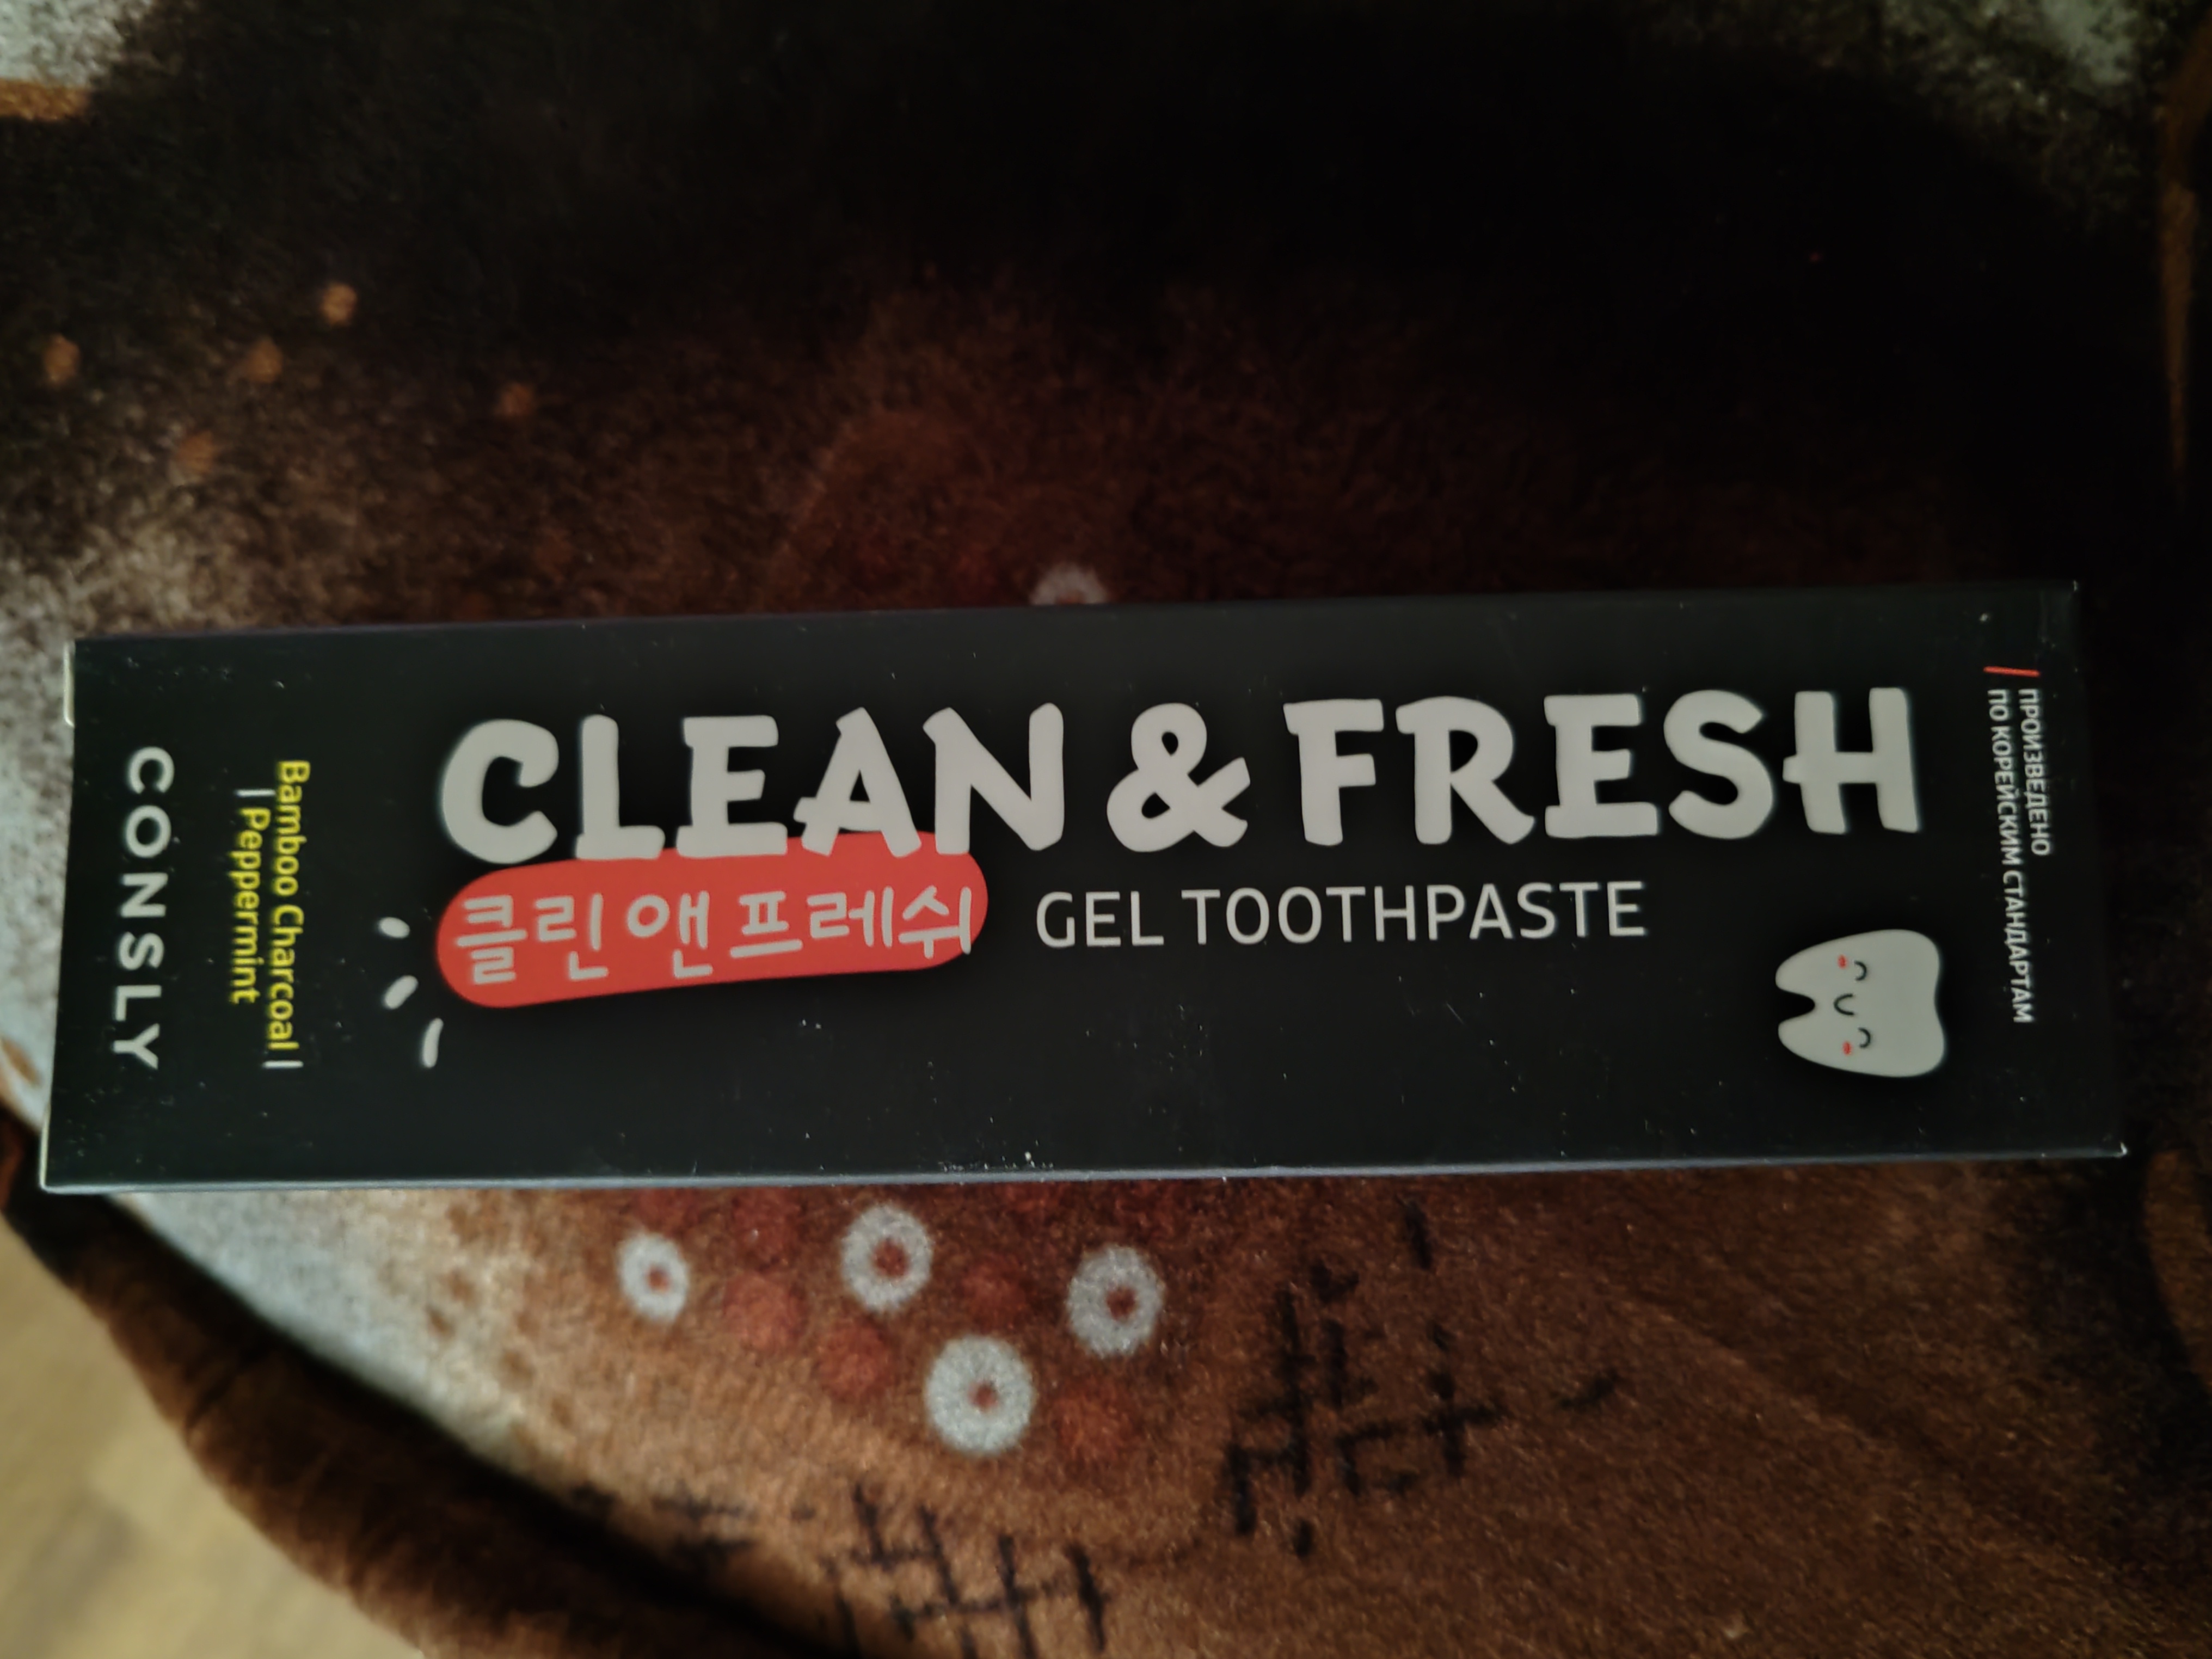 CONSLY
Bamboo Charcoal |
| Peppermint
CLEAN & FRESH
클린 앤 프레쉬
GEL TOOTHPASTE
ПРОИЗВЕДЕНО
ПО КОРЕЙСКИМ СТАНДАРТАМ